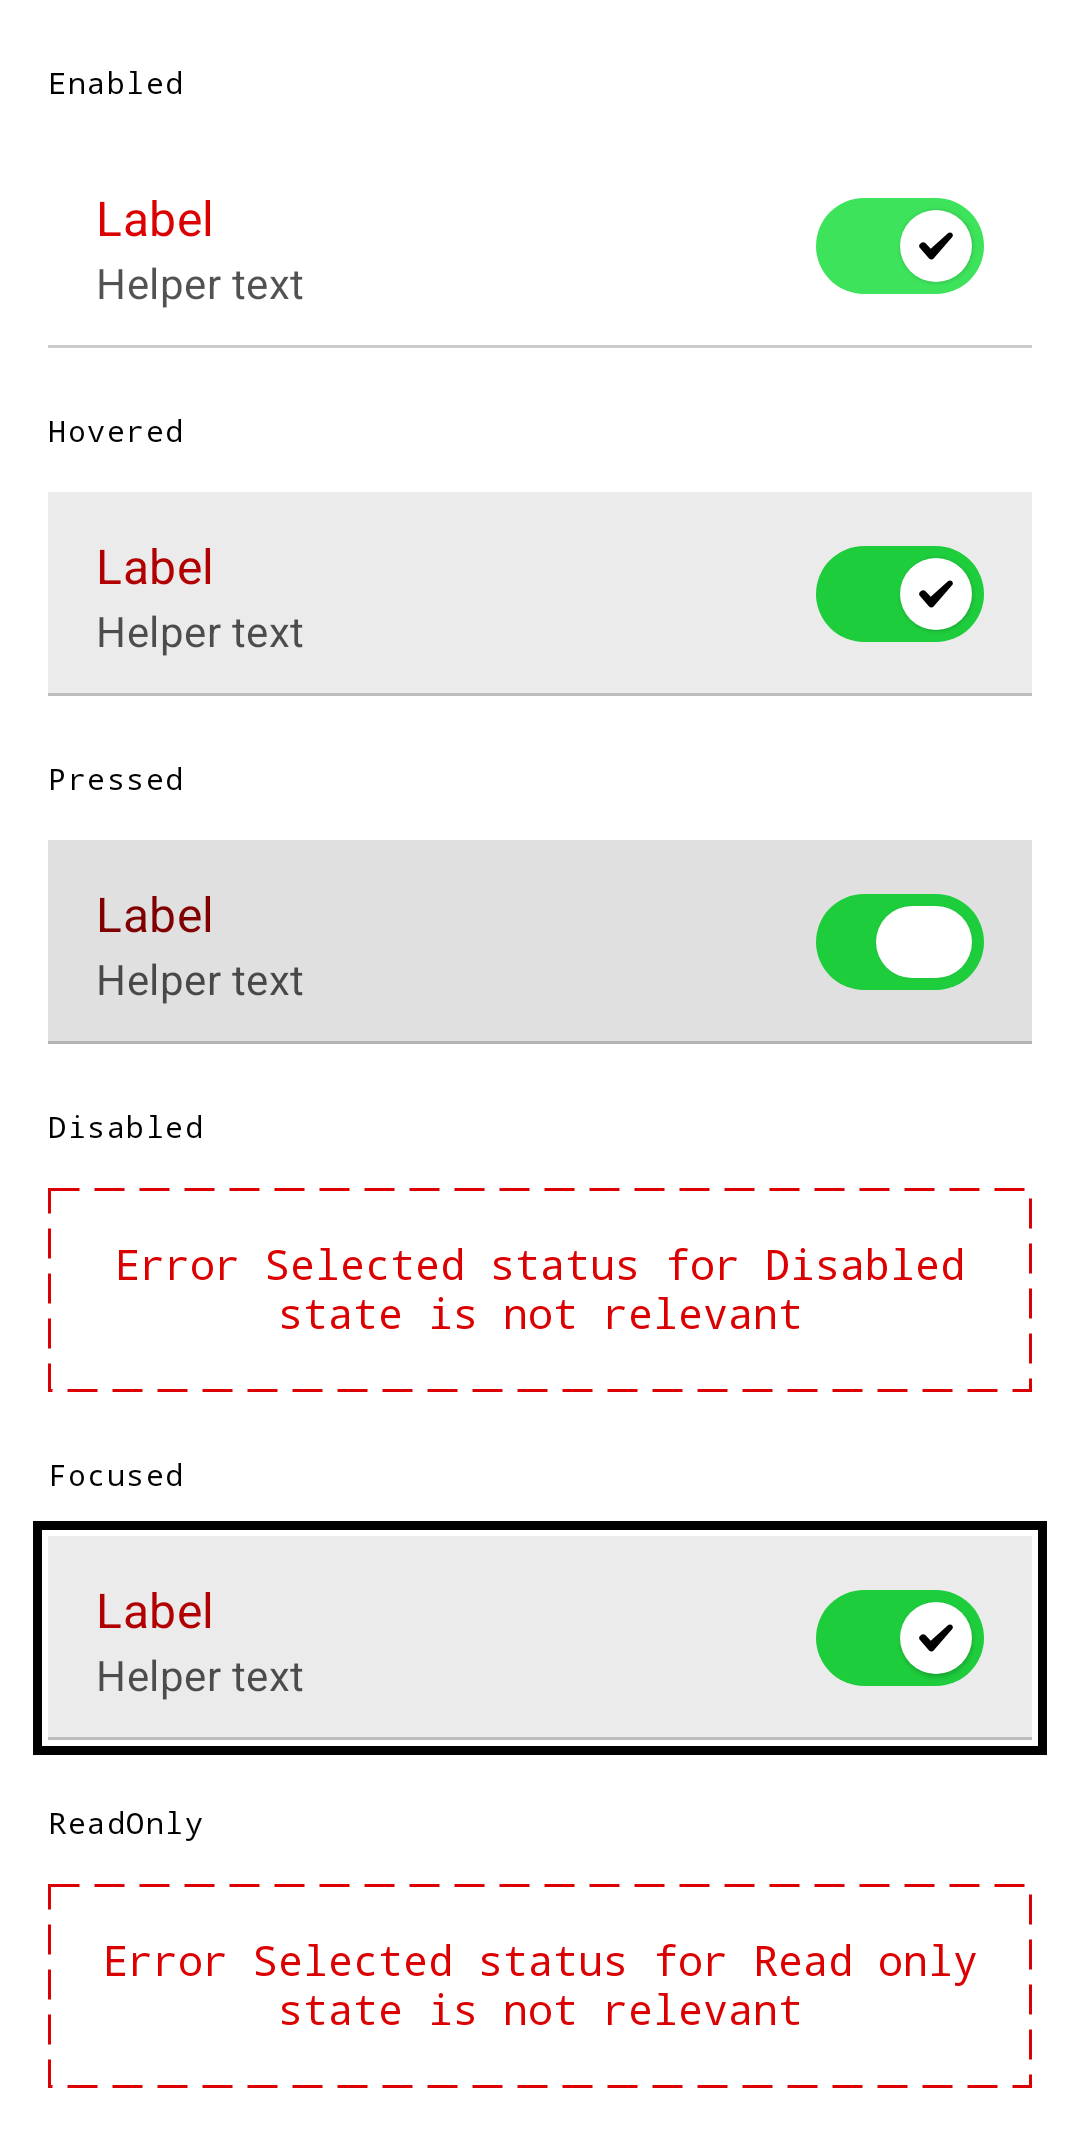 Enabled
Label
Helper text
Hovered
Label
Helper text
Pressed
Label
Helper text
Disabled
Error Selected status for Disabled
state is not relevant
Focused
Label
Helper text
ReadOnly
Error Selected status for Read only
state is not relevant